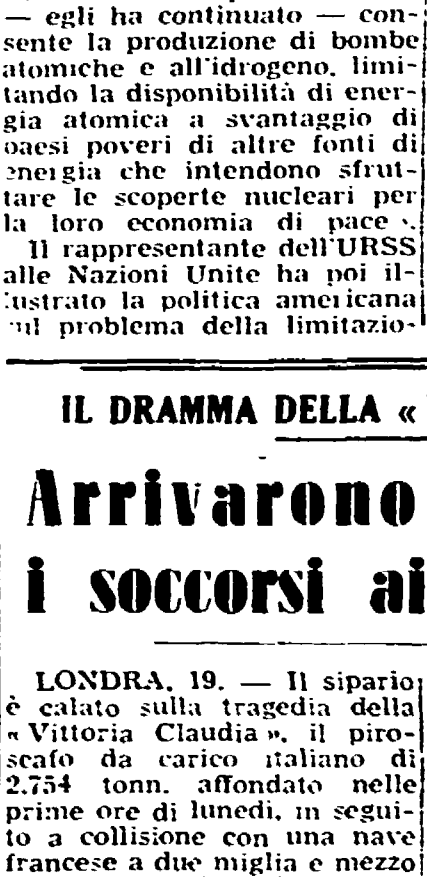 — egli ha continuato — con-
sente la produzione di bombe
atomiche e all'idrogeno, limi-
tando la disponibilità di ener-
gia atomica a svantaggio di
paesi poveri di altre fonti di
energia che intendono sfrut-
tare le scoperte nucleari per
la loro economia di pace ».
Il rappresentante dell'URSS
alle Nazioni Unite ha poi il-
lustrato la politica americana
sul problema della limitazio-
IL DRAMMA DELLA «
Arrivarono
i soccorsi ai
LONDRA, 19. — Il sipario
è calato sulla tragedia della
« Vittoria Claudia », il piro-
scafo da carico italiano di
2.754 tonn. affondato nelle
prime ore di lunedì, in segui-
to a collisione con una nave
francese a due miglia e mezzo